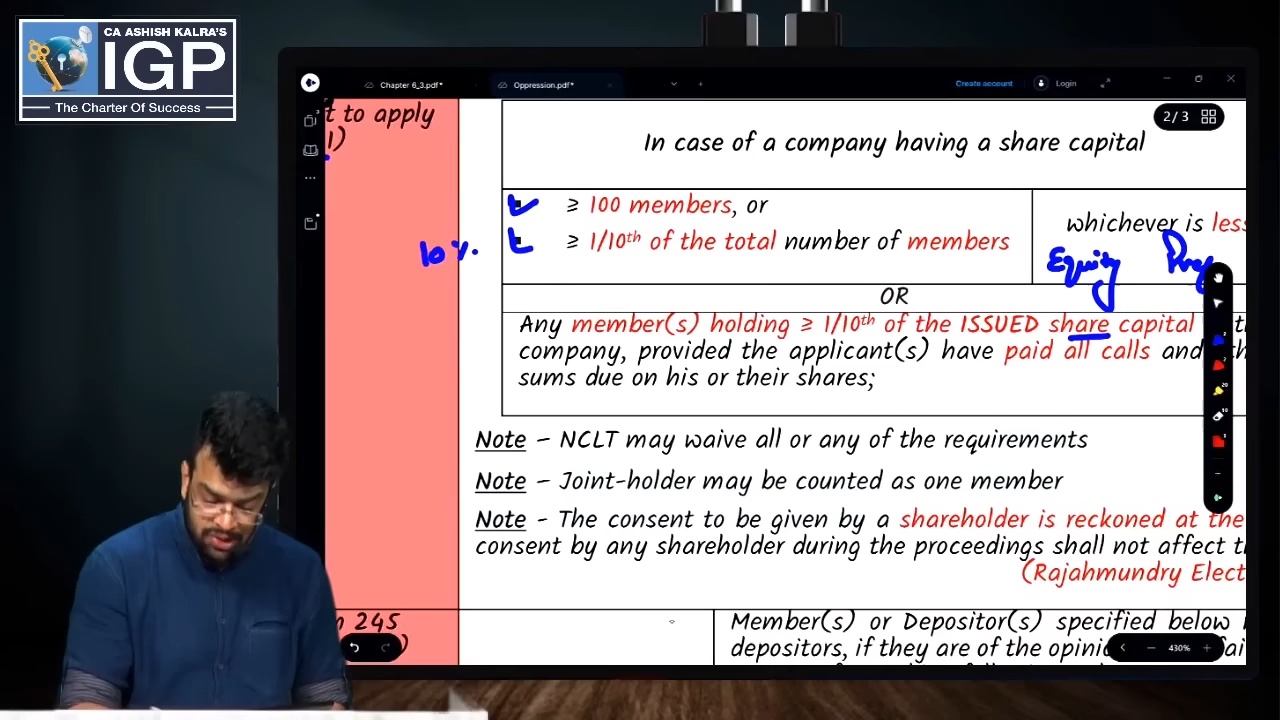 CA ASHISH KALRA'S
IGP
The Charter Of Success
Chapter 6_3.pdf*
Oppression.pdf*
Create account
Login
2 / 3
t to apply
1)
In case of a company having a share capital
≥ 100 members, or
≥ 1/10th of the total number of members
whichever is less
10%.
Equity
Pref
OR
Any member(s) holding ≥ 1/10th of the ISSUED share capital
company, provided the applicant(s) have paid all calls and
sums due on his or their shares;
Note – NCLT may waive all or any of the requirements
Note – Joint-holder may be counted as one member
Note - The consent to be given by a shareholder is reckoned at the
consent by any shareholder during the proceedings shall not affect
(Rajahmundry Elect
n 245
Member(s) or Depositor(s) specified below
depositors, if they are of the
430%